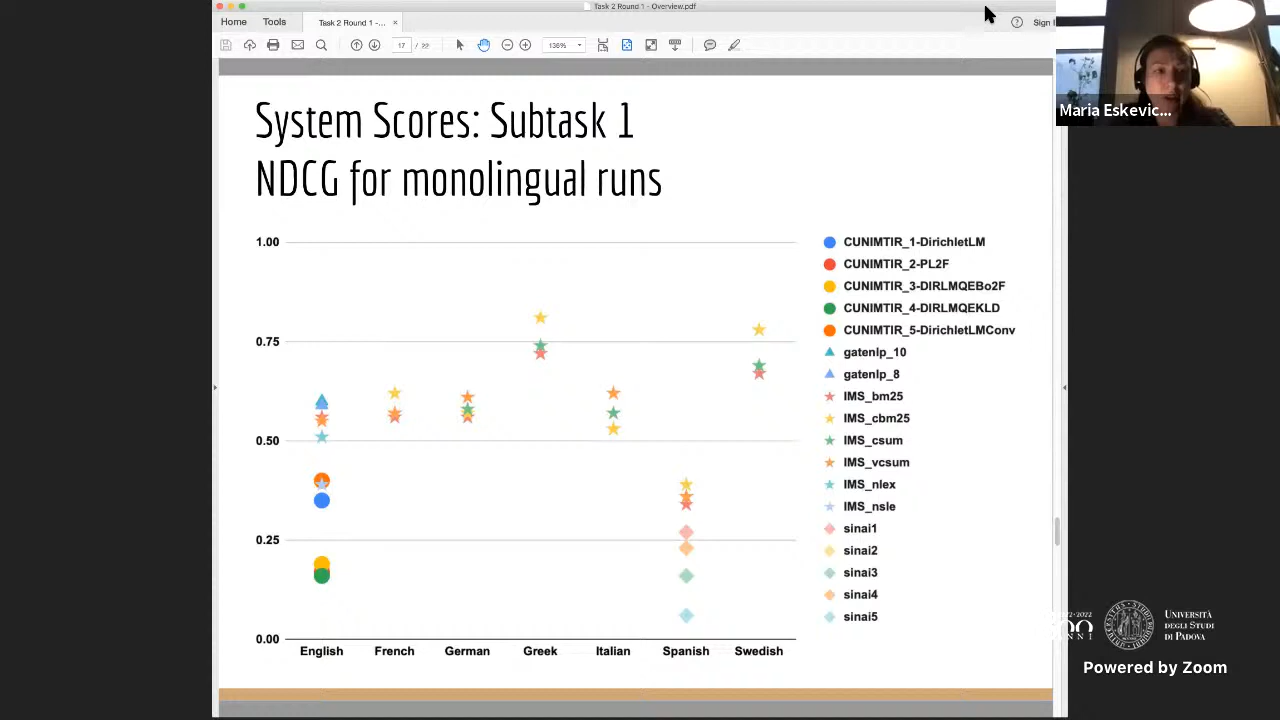 Task 2 Round 1 - Overview.pdf
Home
Tools
Task 2 Round 1 -...
Sign
17 / 22
136%
Maria Eskevic...
System Scores: Subtask 1
NDCG for monolingual runs
1.00
0.75
0.50
0.25
0.00
English
French
German
Greek
Italian
Spanish
Swedish
CUNIMTIR_1-DirichletLM
CUNIMTIR_2-PL2F
CUNIMTIR_3-DIRLMQEBo2F
CUNIMTIR_4-DIRLMQEKLD
CUNIMTIR_5-DirichletLMConv
gatenlp_10
gatenlp_8
IMS_bm25
IMS_cbm25
IMS_csum
IMS_vcsum
IMS_nlex
IMS_nsle
sinai1
sinai2
sinai3
sinai4
sinai5
UNIVERSITÀ
DEGLI STUDI
DI PADOVA
Powered by Zoom